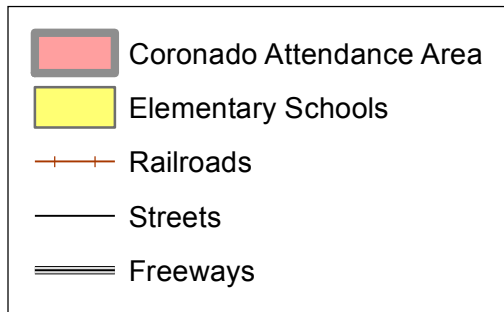 Coronado Attendance Area
Elementary Schools
Railroads
Streets
Freeways